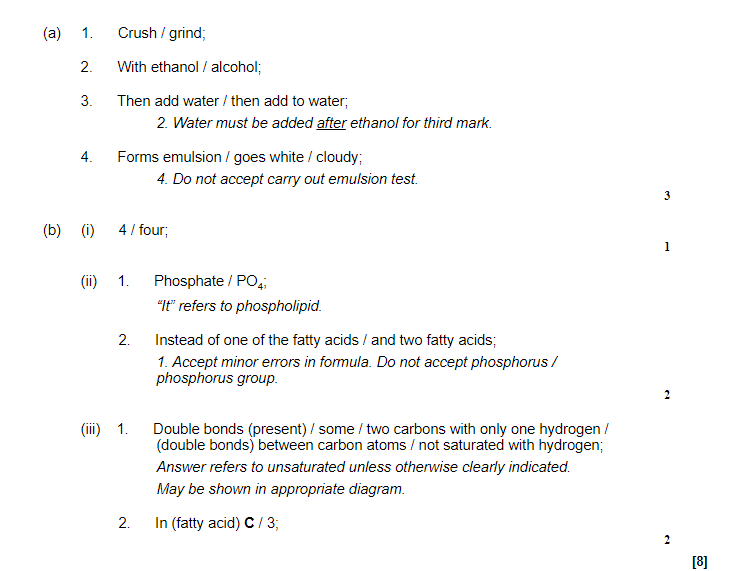 (a) 1. Crush / grind;
2. With ethanol / alcohol;
3. Then add water / then add to water;
2. Water must be added after ethanol for third mark.
4. Forms emulsion / goes white / cloudy;
4. Do not accept carry out emulsion test.
3
(b) (i) 4 / four;
1
(ii) 1. Phosphate / PO₄;
“It” refers to phospholipid.
2. Instead of one of the fatty acids / and two fatty acids;
1. Accept minor errors in formula. Do not accept phosphorus /
phosphorus group.
2
(iii) 1. Double bonds (present) / some / two carbons with only one hydrogen /
(double bonds) between carbon atoms / not saturated with hydrogen;
Answer refers to unsaturated unless otherwise clearly indicated.
May be shown in appropriate diagram.
2. In (fatty acid) C / 3;
2
[8]